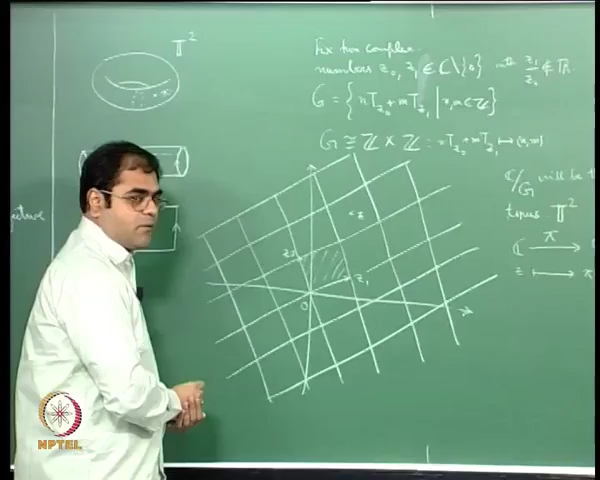 𝕋²
Fix two complex
numbers z₀, z₁ ∈ ℂ\{0} with z₁/z₀ ∉ ℝ.
G = { nT_z₀ + mT_z₁ | n,m ∈ ℤ }
G ≅ ℤ × ℤ : nT_z₀ + mT_z₁ ↦ (n,m)
ℂ/G will be th
torus 𝕋²
ℂ π
z ↦ π
z
z₀
z₁
0
NPTEL